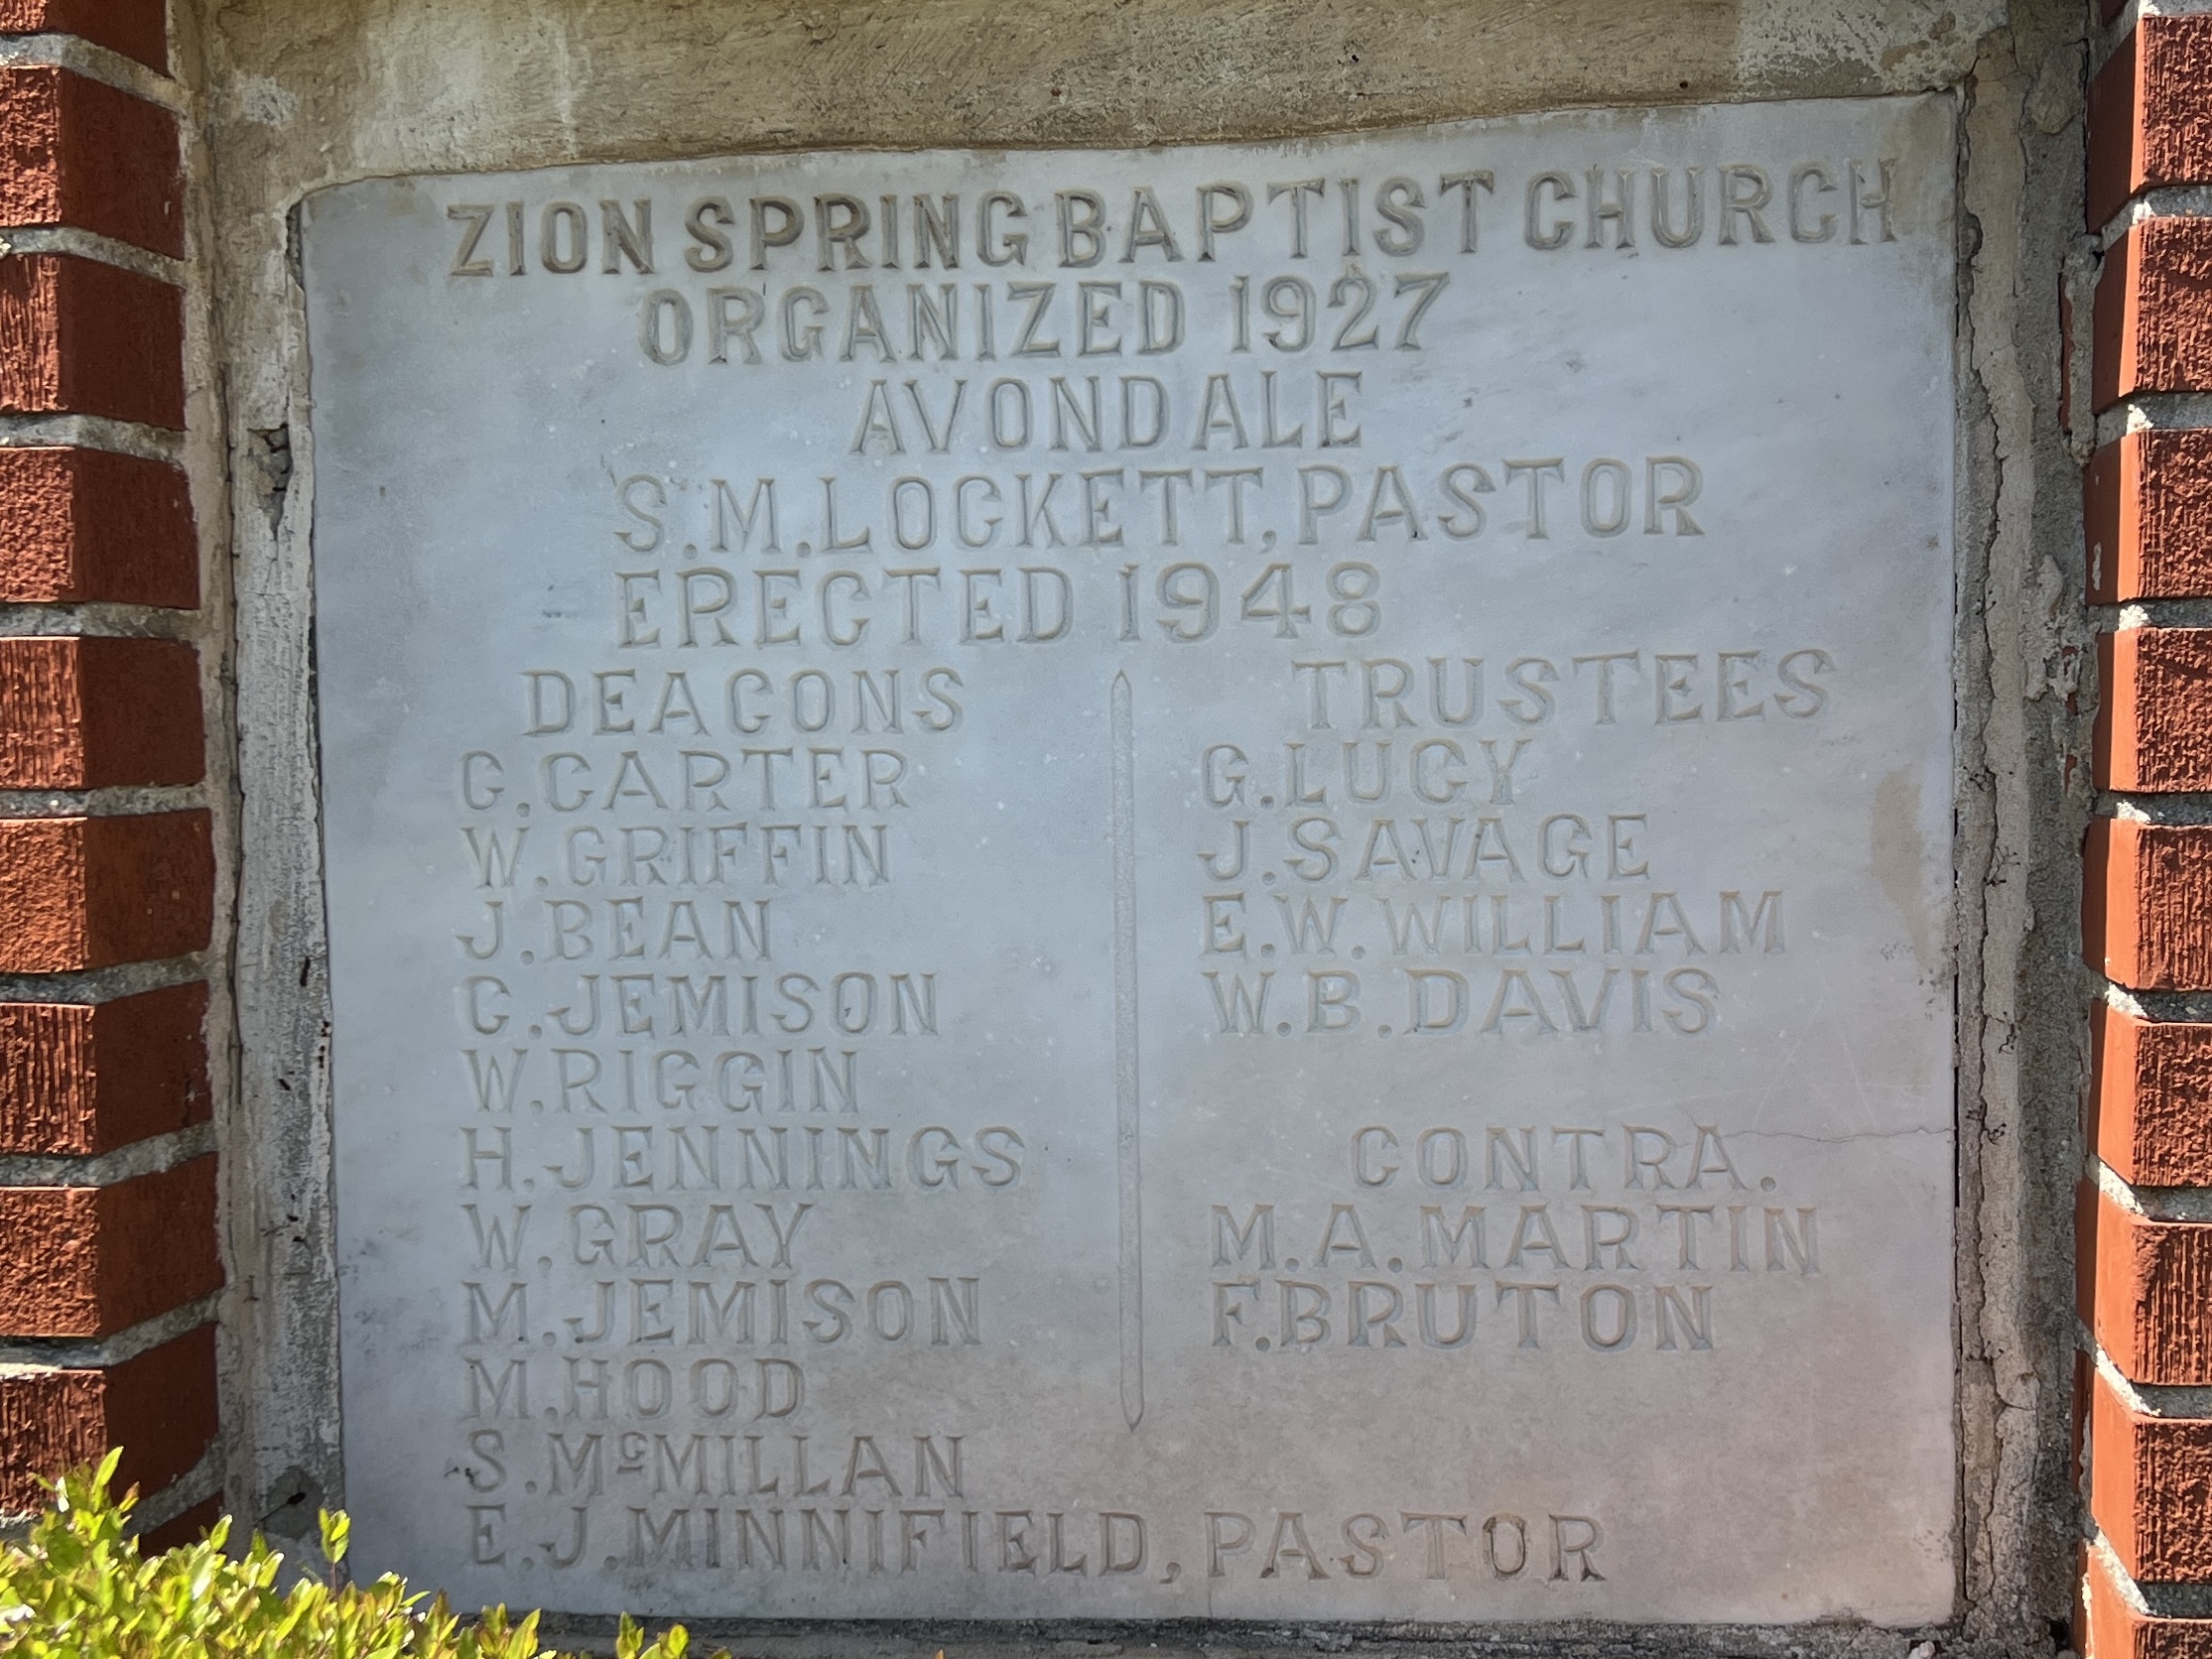 ZION SPRING BAPTIST CHURCH
ORGANIZED 1927
AVONDALE
S.M. LOCKETT, PASTOR
ERECTED 1948
DEACONS
C. CARTER
W. GRIFFIN
J. BEAN
C. JEMISON
W. RIGGIN
H. JENNINGS
W. GRAY
M. JEMISON
M. HOOD
S. McMILLAN
TRUSTEES
G. LUCY
J. SAVAGE
E.W. WILLIAM
W.B. DAVIS
CONTRA.
M.A. MARTIN
F. BRUTON
E.J. MINNIFIELD, PASTOR